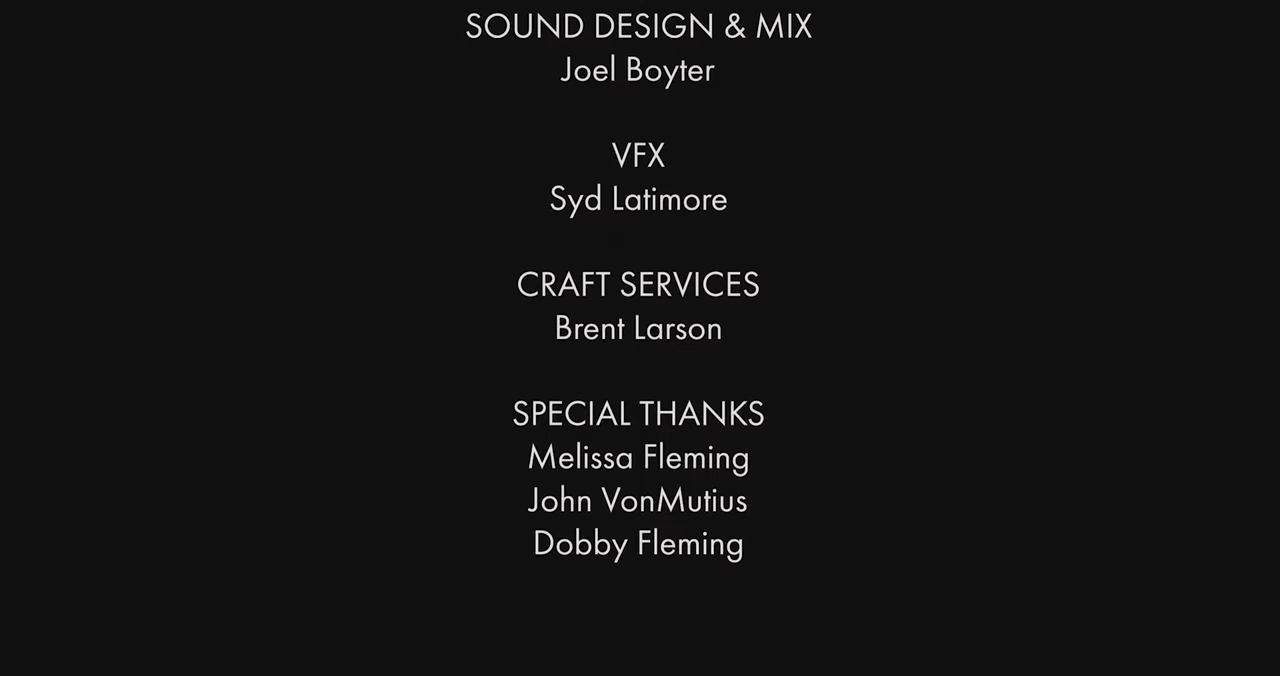 SOUND DESIGN & MIX
Joel Boyter
VFX
Syd Latimore
CRAFT SERVICES
Brent Larson
SPECIAL THANKS
Melissa Fleming
John VonMutius
Dobby Fleming